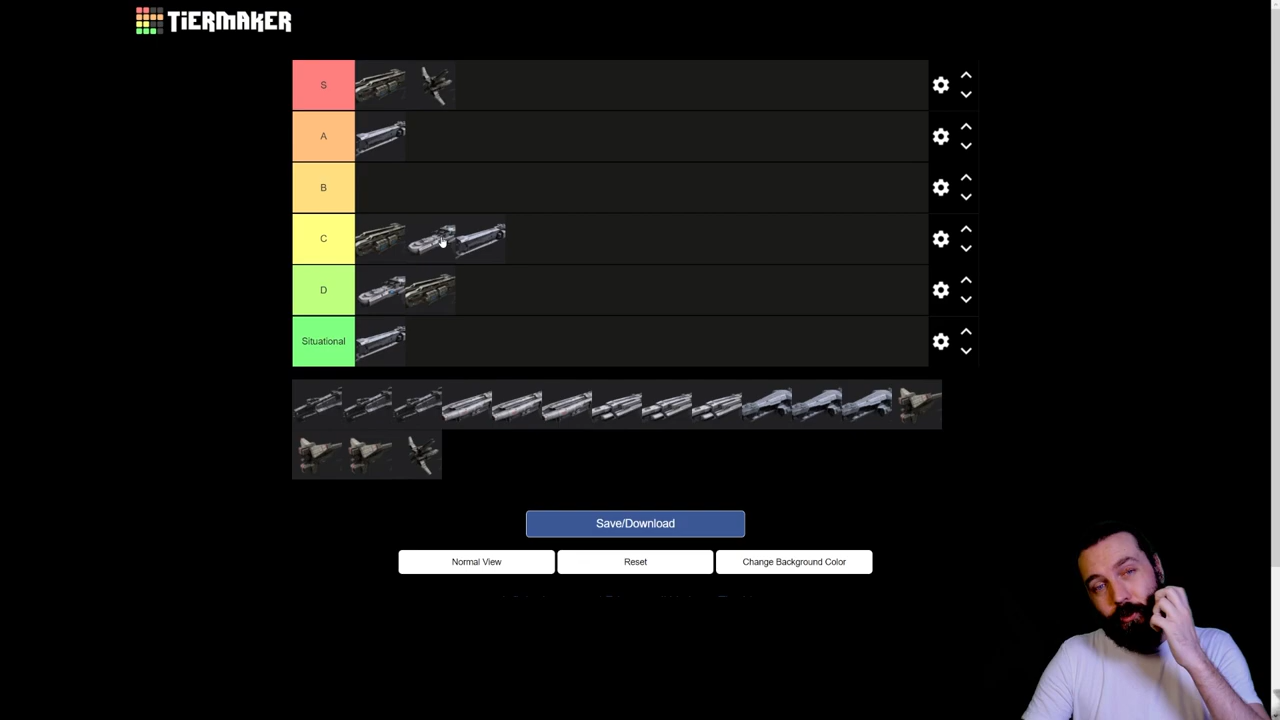 TiERMAKER
S
A
B
C
D
Situational
Save/Download
Normal View
Reset
Change Background Color